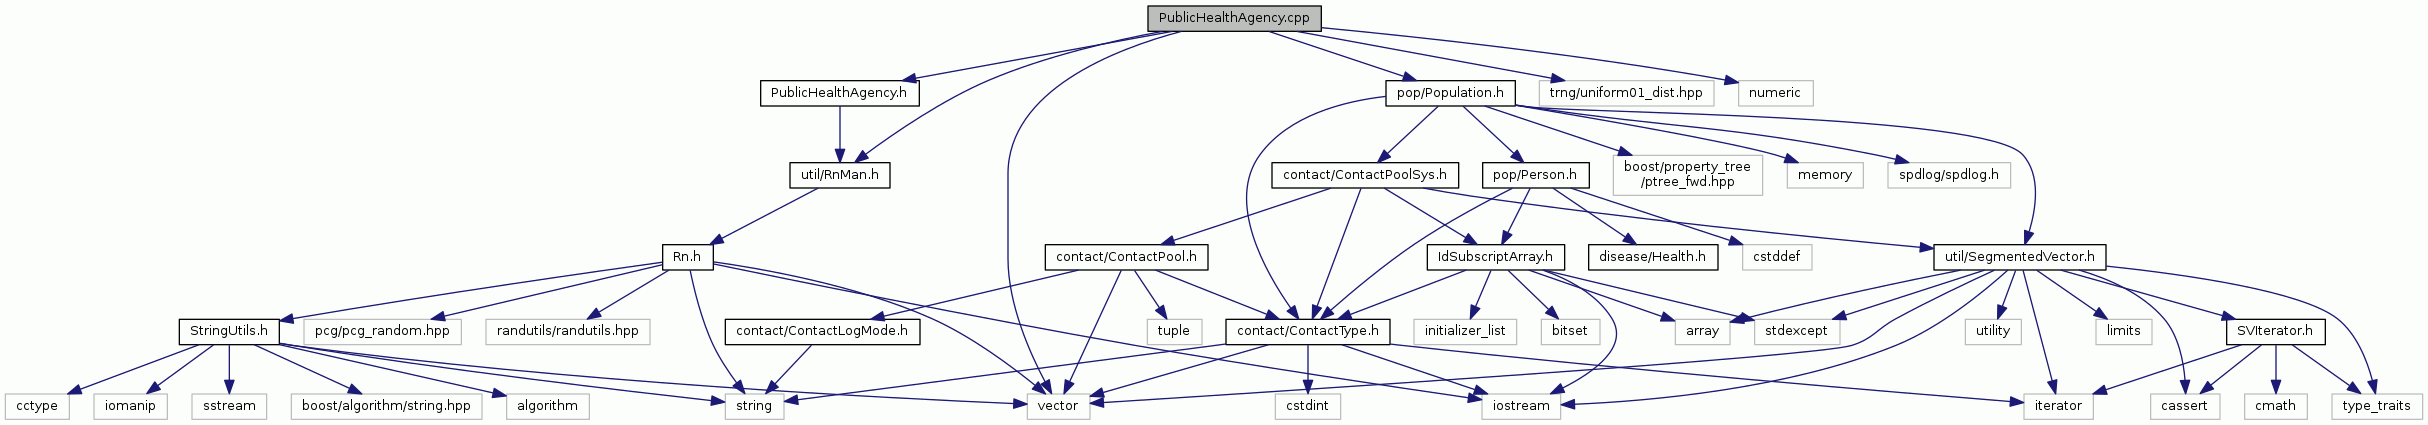 PublicHealthAgency.cpp
PublicHealthAgency.h
pop/Population.h
trng/uniform01_dist.hpp
numeric
util/RnMan.h
contact/ContactPoolSys.h
pop/Person.h
boost/property_tree
/ptree_fwd.hpp
memory
spdlog/spdlog.h
Rn.h
contact/ContactPool.h
IdSubscriptArray.h
disease/Health.h
cstddef
util/SegmentedVector.h
StringUtils.h
pcg/pcg_random.hpp
randutils/randutils.hpp
contact/ContactLogMode.h
tuple
contact/ContactType.h
initializer_list
bitset
array
stdexcept
utility
limits
SVIterator.h
cctype
iomanip
sstream
boost/algorithm/string.hpp
algorithm
string
vector
cstdint
iostream
iterator
cassert
cmath
type_traits